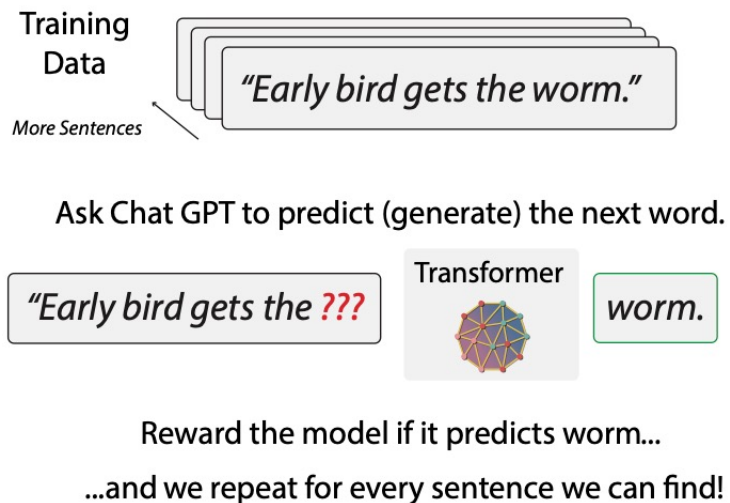 Training
Data
"Early bird gets the worm."
More Sentences
Ask Chat GPT to predict (generate) the next word.
Transformer
"Early bird gets the ???
worm.
Reward the model if it predicts worm...
...and we repeat for every sentence we can find!